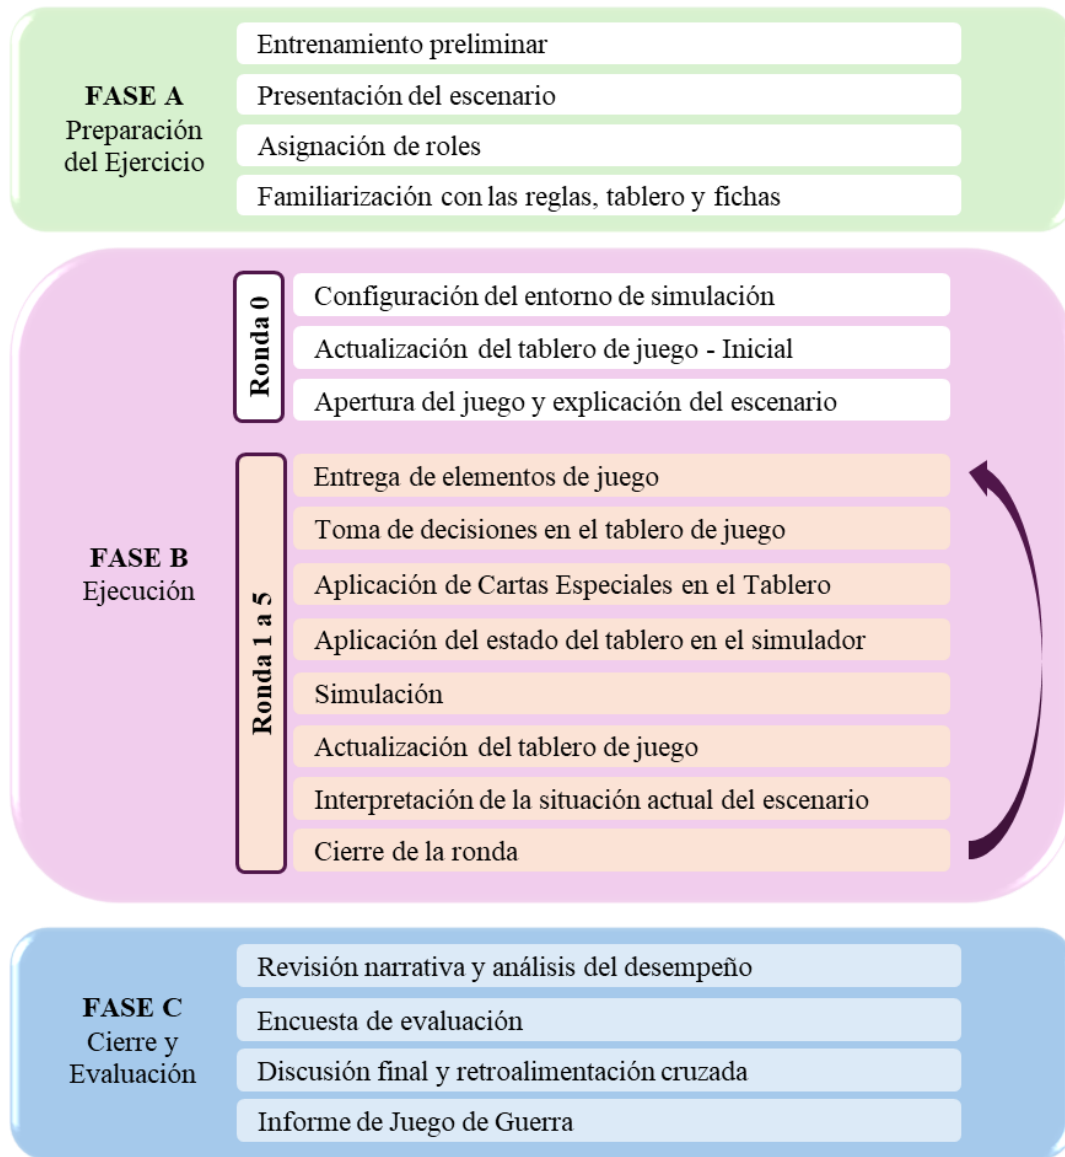 FASE A
Preparación
del Ejercicio
Entrenamiento preliminar
Presentación del escenario
Asignación de roles
Familiarización con las reglas, tablero y fichas
FASE B
Ejecución
Ronda 0
Configuración del entorno de simulación
Actualización del tablero de juego - Inicial
Apertura del juego y explicación del escenario
Ronda 1 a 5
Entrega de elementos de juego
Toma de decisiones en el tablero de juego
Aplicación de Cartas Especiales en el Tablero
Aplicación del estado del tablero en el simulador
Simulación
Actualización del tablero de juego
Interpretación de la situación actual del escenario
Cierre de la ronda
FASE C
Cierre y
Evaluación
Revisión narrativa y análisis del desempeño
Encuesta de evaluación
Discusión final y retroalimentación cruzada
Informe de Juego de Guerra